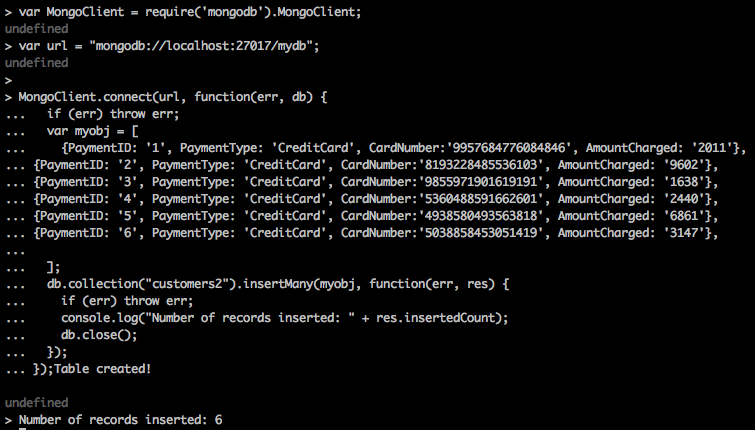 > var MongoClient = require('mongodb').MongoClient;
undefined
> var url = "mongodb://localhost:27017/mydb";
undefined
>
> MongoClient.connect(url, function(err, db) {
...   if (err) throw err;
...   var myobj = [
...     {PaymentID: '1', PaymentType: 'CreditCard', CardNumber:'9957684776084846', AmountCharged: '2011'},
... {PaymentID: '2', PaymentType: 'CreditCard', CardNumber:'8193228485536103', AmountCharged: '9602'},
... {PaymentID: '3', PaymentType: 'CreditCard', CardNumber:'9855971901619191', AmountCharged: '1638'},
... {PaymentID: '4', PaymentType: 'CreditCard', CardNumber:'5360488591662601', AmountCharged: '2440'},
... {PaymentID: '5', PaymentType: 'CreditCard', CardNumber:'4938580493563818', AmountCharged: '6861'},
... {PaymentID: '6', PaymentType: 'CreditCard', CardNumber:'5038858453051419', AmountCharged: '3147'},
...
...   ];
...   db.collection("customers2").insertMany(myobj, function(err, res) {
...     if (err) throw err;
...     console.log("Number of records inserted: " + res.insertedCount);
...     db.close();
...   });
... });Table created!
undefined
> Number of records inserted: 6